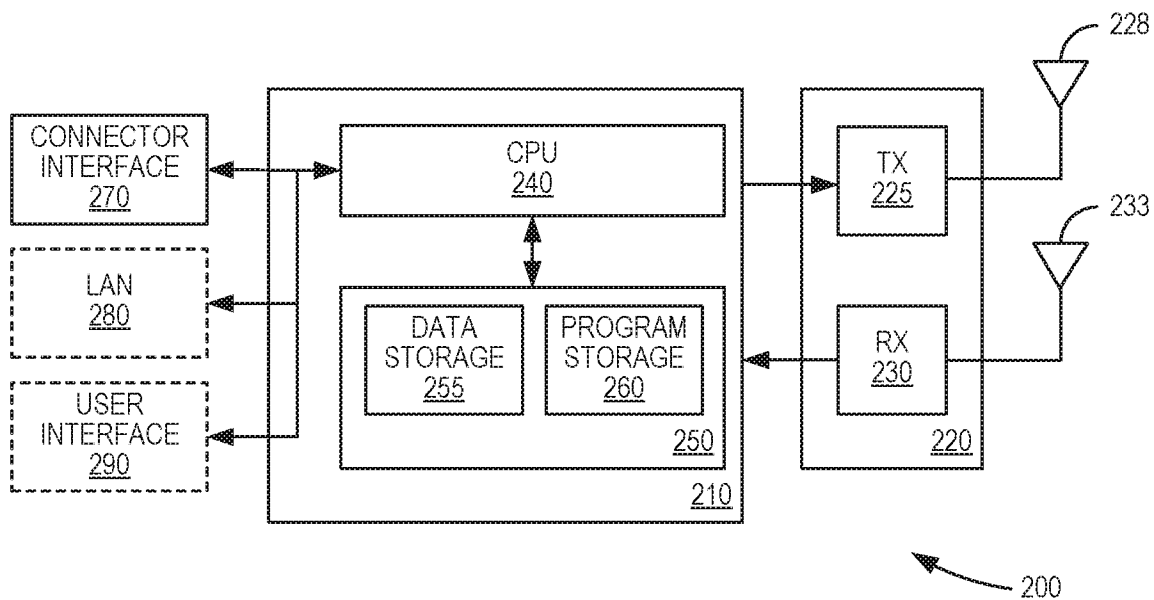 228
CONNECTOR
INTERFACE
270
CPU
240
TX
225
233
LAN
280
DATA
STORAGE
255
PROGRAM
STORAGE
260
RX
230
USER
INTERFACE
290
250
220
210
200